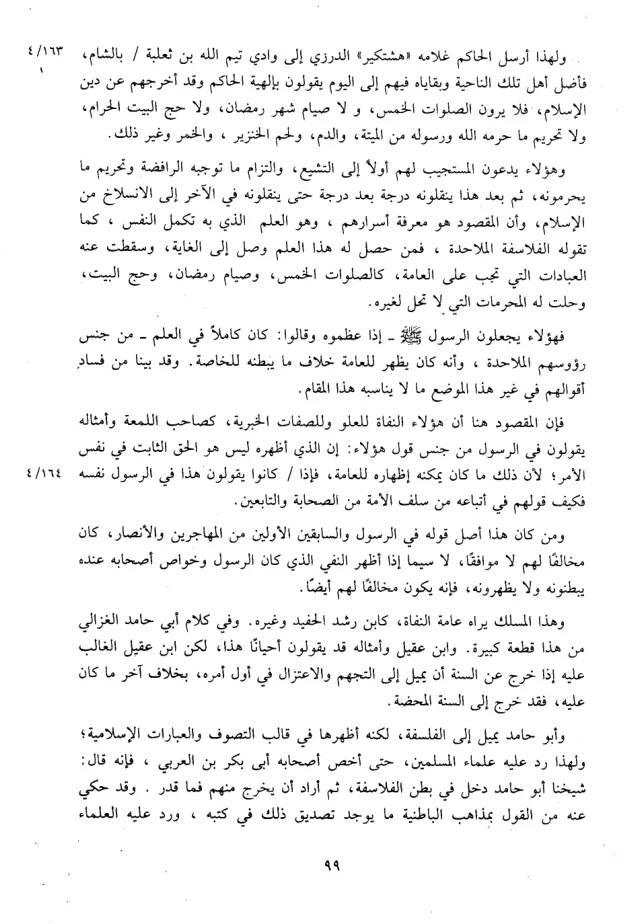 ولهذا أرسل الحاكم غلامه «هشتكير» الدرزي إلى وادي تيم الله بن ثعلبة / بالشام، ٤/١٦٣
فأضل أهل تلك الناحية وبقاياه فيهم إلى اليوم يقولون بإلهية الحاكم وقد أخرجهم عن دين ١
الإسلام، فلا يرون الصلوات الخمس، و لا صيام شهر رمضان، ولا حج البيت الحرام،
ولا تحريم ما حرمه الله ورسوله من الميتة، والدم، ولحم الخنزير ، والخمر وغير ذلك.
وهؤلاء يدعون المستجيب لهم أولاً إلى التشيع، والتزام ما توجبه الرافضة وتحريم ما
يحرمونه، ثم بعد هذا ينقلونه درجة بعد درجة حتى ينقلونه في الآخر إلى الانسلاخ من
الإسلام، وأن المقصود هو معرفة أسرارهم ، وهو العلم الذي به تكمل النفس ، كما
تقوله الفلاسفة الملاحدة ، فمن حصل له هذا العلم وصل إلى الغاية، وسقطت عنه
العبادات التي تجب على العامة، كالصلوات الخمس، وصيام رمضان، وحج البيت،
وحلت له المحرمات التي لا تحل لغيره.
فهؤلاء يجعلون الرسول ﷺ ـ إذا عظموه وقالوا: كان كاملاً في العلم ـ من جنس
رؤوسهم الملاحدة ، وأنه كان يظهر للعامة خلاف ما يبطنه للخاصة. وقد بينا من فساد
أقوالهم في غير هذا الموضع ما لا يناسبه هذا المقام.
فإن المقصود هنا أن هؤلاء النفاة للعلو وللصفات الخبرية، كصاحب اللمعة وأمثاله
يقولون في الرسول من جنس قول هؤلاء: إن الذي أظهره ليس هو الحق الثابت في نفس
الأمر؛ لأن ذلك ما كان يمكنه إظهاره للعامة، فإذا / كانوا يقولون هذا في الرسول نفسه ٤/١٦٤
فكيف قولهم في أتباعه من سلف الأمة من الصحابة والتابعين.
ومن كان هذا أصل قوله في الرسول والسابقين الأولين من المهاجرين والأنصار، كان
مخالفًا لهم لا موافقًا، لا سيما إذا أظهر النفي الذي كان الرسول وخواص أصحابه عنده
يبطنونه ولا يظهرونه، فإنه يكون مخالفًا لهم أيضًا.
وهذا المسلك يراه عامة النفاة، كابن رشد الحفيد وغيره. وفي كلام أبي حامد الغزالي
من هذا قطعة كبيرة. وابن عقيل وأمثاله قد يقولون أحيانًا هذا، لكن ابن عقيل الغالب
عليه إذا خرج عن السنة أن يميل إلى التجهم والاعتزال في أول أمره، بخلاف آخر ما كان
عليه، فقد خرج إلى السنة المحضة.
وأبو حامد يميل إلى الفلسفة، لكنه أظهرها في قالب التصوف والعبارات الإسلامية؛
ولهذا رد عليه علماء المسلمين، حتى أخص أصحابه أبى بكر بن العربي ، فإنه قال:
شيخنا أبو حامد دخل في بطن الفلاسفة، ثم أراد أن يخرج منهم فما قدر . وقد حكي
عنه من القول بمذاهب الباطنية ما يوجد تصديق ذلك في كتبه ، ورد عليه العلماء
٩٩